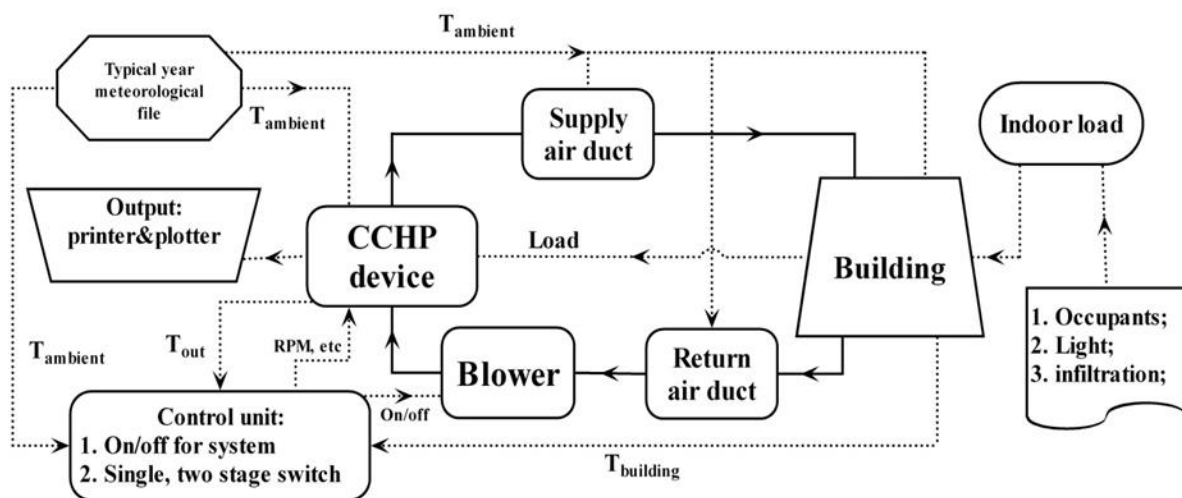 T_ambient
Typical year
meteorological
file
T_ambient
Supply
air duct
Indoor load
Output:
printer&plotter
CCHP
device
Load
Building
1. Occupants;
2. Light;
3. infiltration;
T_ambient
T_out
RPM, etc
Blower
Return
air duct
On/off
Control unit:
1. On/off for system
2. Single, two stage switch
T_building